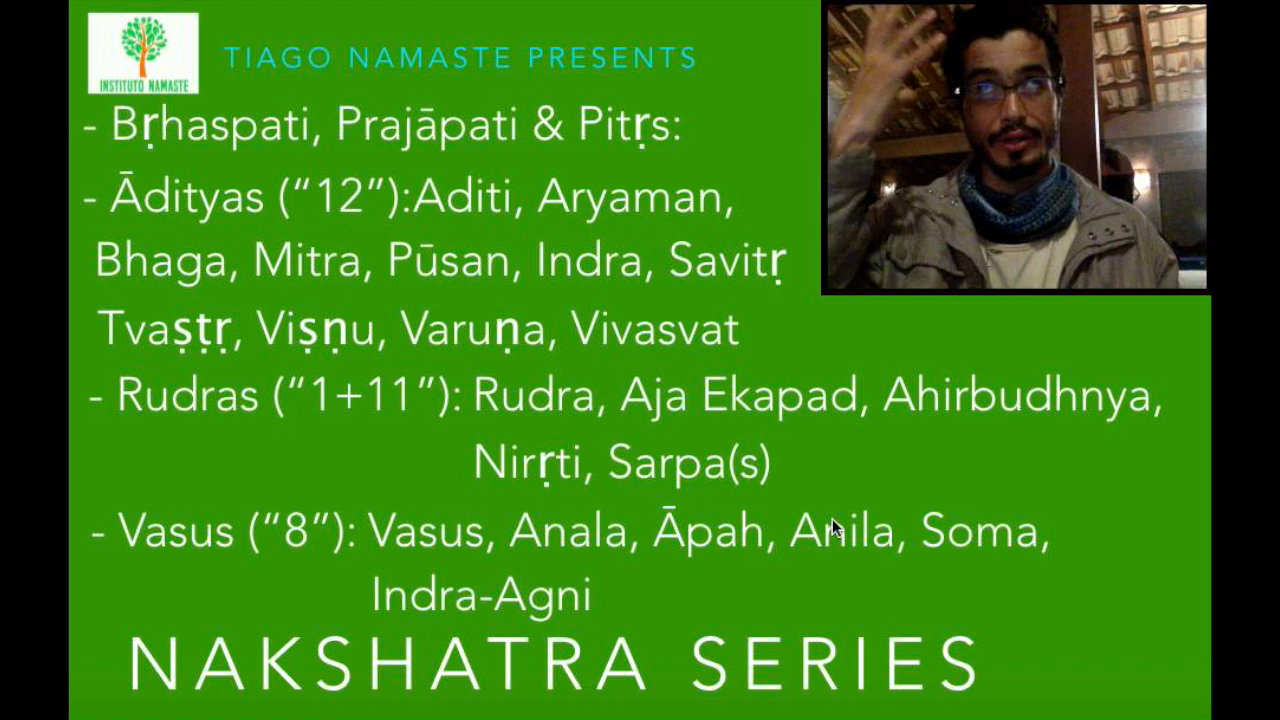 INSTITUTO NAMASTE
TIAGO NAMASTE PRESENTS
- Bṛhaspati, Prajāpati & Pitṛs:
- Ādityas (“12”):Aditi, Aryaman,
Bhaga, Mitra, Pūsan, Indra, Savitṛ
Tvaṣṭṛ, Viṣṇu, Varuṇa, Vivasvat
- Rudras (“1+11”): Rudra, Aja Ekapad, Ahirbudhnya,
Nirṛti, Sarpa(s)
- Vasus (“8”): Vasus, Anala, Āpah, Anila, Soma,
Indra-Agni
NAKSHATRA SERIES